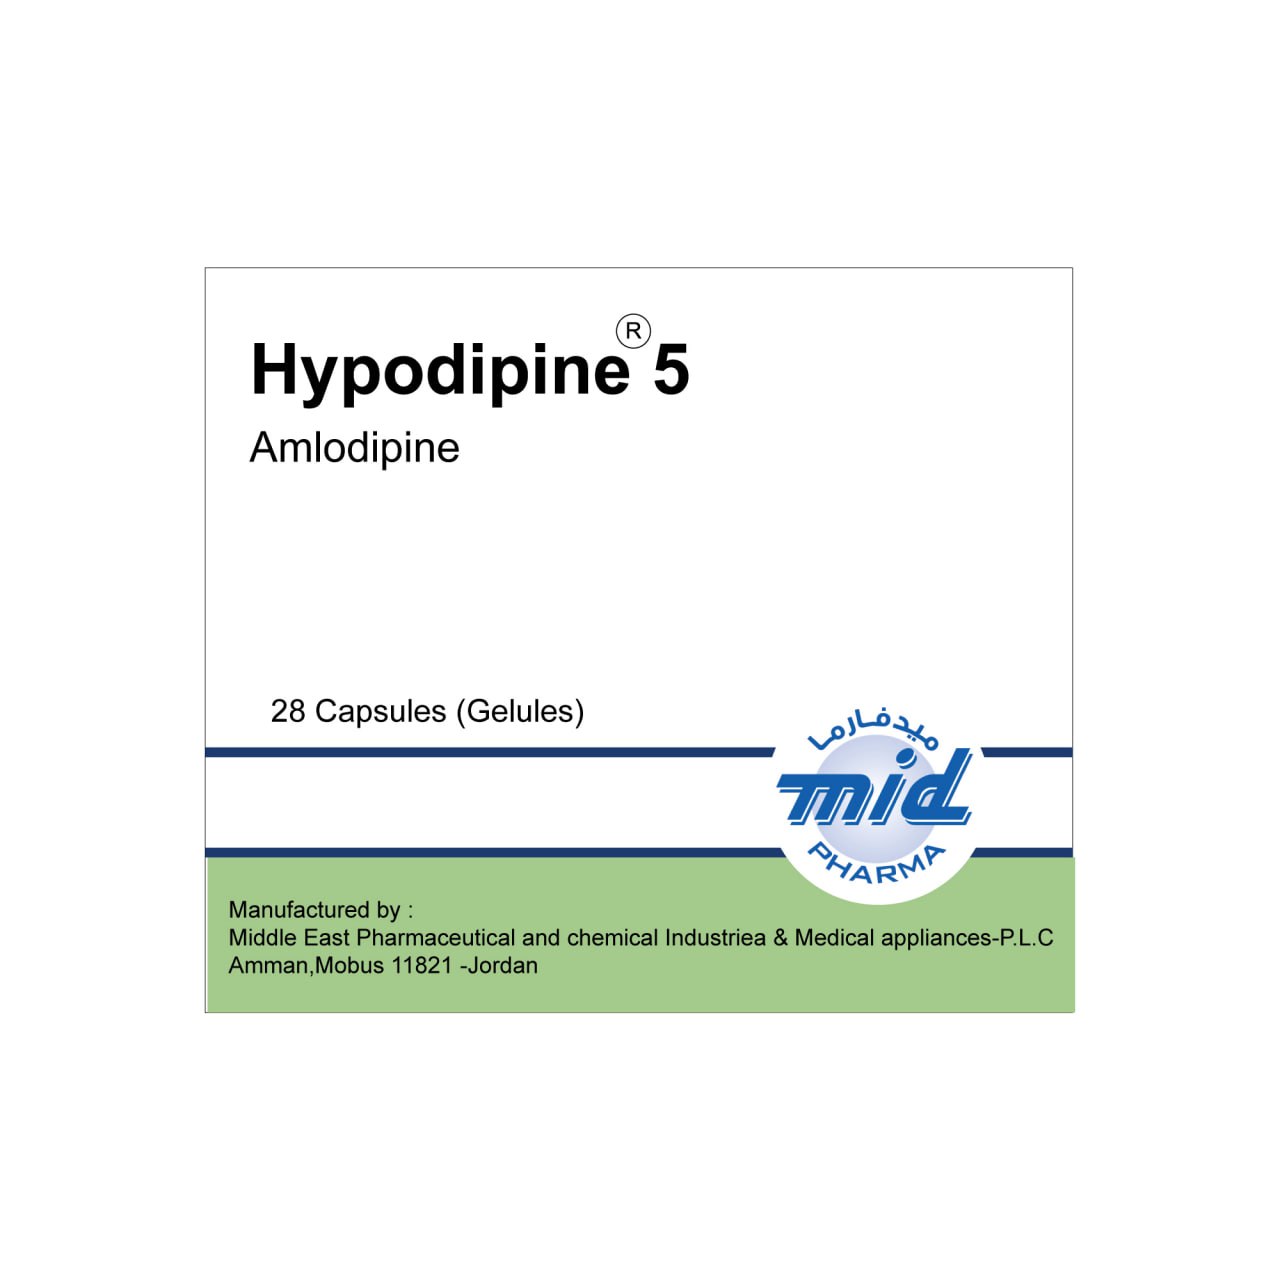 Hypodipine® 5
Amlodipine
28 Capsules (Gelules)
ميدفارما
mid
PHARMA
Manufactured by :
Middle East Pharmaceutical and chemical Industriea & Medical appliances-P.L.C
Amman,Mobus 11821 -Jordan